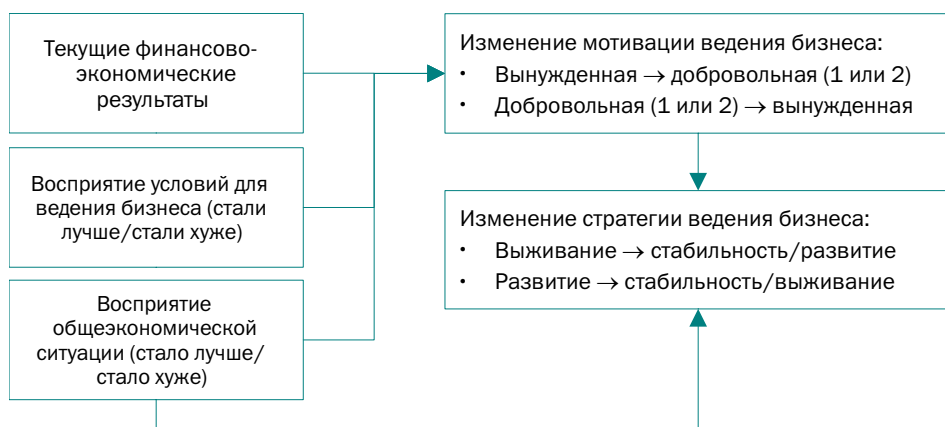 Текущие финансово-
экономические
результаты
Восприятие условий для
ведения бизнеса (стали
лучше/стали хуже)
Восприятие
общеэкономической
ситуации (стало лучше/
стало хуже)
Изменение мотивации ведения бизнеса:
• Вынужденная → добровольная (1 или 2)
• Добровольная (1 или 2) → вынужденная
Изменение стратегии ведения бизнеса:
• Выживание → стабильность/развитие
• Развитие → стабильность/выживание